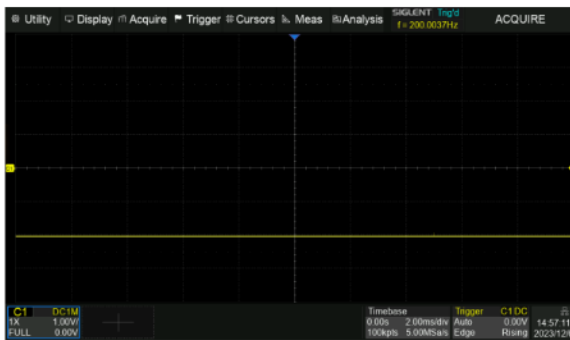 Utility Display Acquire Trigger Cursors Meas Analysis SIGLENT Trig'd ACQUIRE
f = 200.0037Hz
C1 DC1M Timebase Trigger C1DC
1X 1.00V/ 0.00s 2.00ms/div Auto 0.00V 14:57:11
FULL 0.00V 100kpts 5.00MSa/s Edge Rising